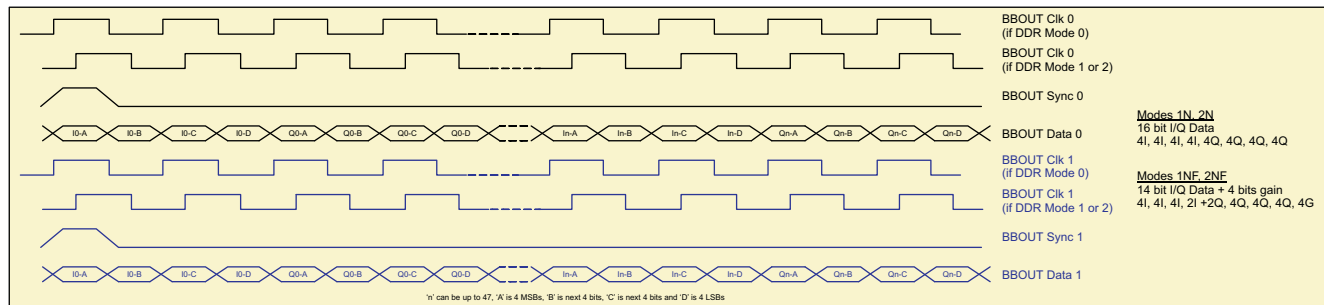 BBOUT Clk 0
(if DDR Mode 0)
BBOUT Clk 0
(if DDR Mode 1 or 2)
BBOUT Sync 0
I0-A I0-B I0-C I0-D Q0-A Q0-B Q0-C Q0-D In-A In-B In-C In-D Qn-A Qn-B Qn-C Qn-D
BBOUT Data 0
BBOUT Clk 1
(if DDR Mode 0)
BBOUT Clk 1
(if DDR Mode 1 or 2)
BBOUT Sync 1
I0-A I0-B I0-C I0-D Q0-A Q0-B Q0-C Q0-D In-A In-B In-C In-D Qn-A Qn-B Qn-C Qn-D
BBOUT Data 1
Modes 1N, 2N
16 bit I/Q Data
4I, 4I, 4I, 4I, 4Q, 4Q, 4Q, 4Q
Modes 1NF, 2NF
14 bit I/Q Data + 4 bits gain
4I, 4I, 4I, 2I +2Q, 4Q, 4Q, 4Q, 4G
'n' can be up to 47, 'A' is 4 MSBs, 'B' is next 4 bits, 'C' is next 4 bits and 'D' is 4 LSBs